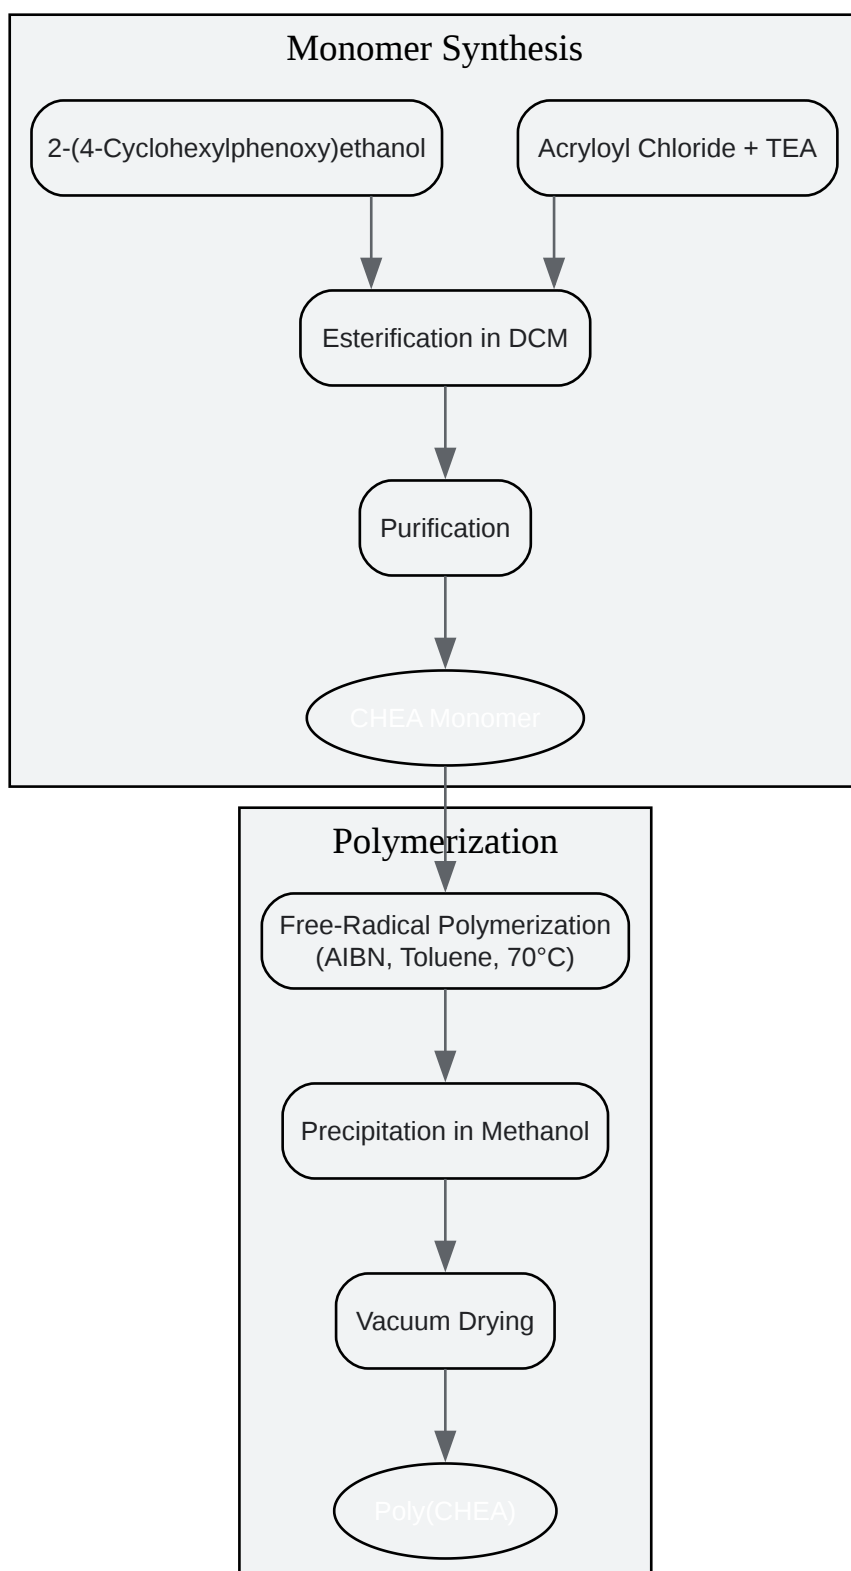 Monomer Synthesis
2-(4-Cyclohexylphenoxy)ethanol
Acryloyl Chloride + TEA
Esterification in DCM
Purification
CHEA Monomer
Polymerization
Free-Radical Polymerization
(AIBN, Toluene, 70°C)
Precipitation in Methanol
Vacuum Drying
Poly(CHEA)